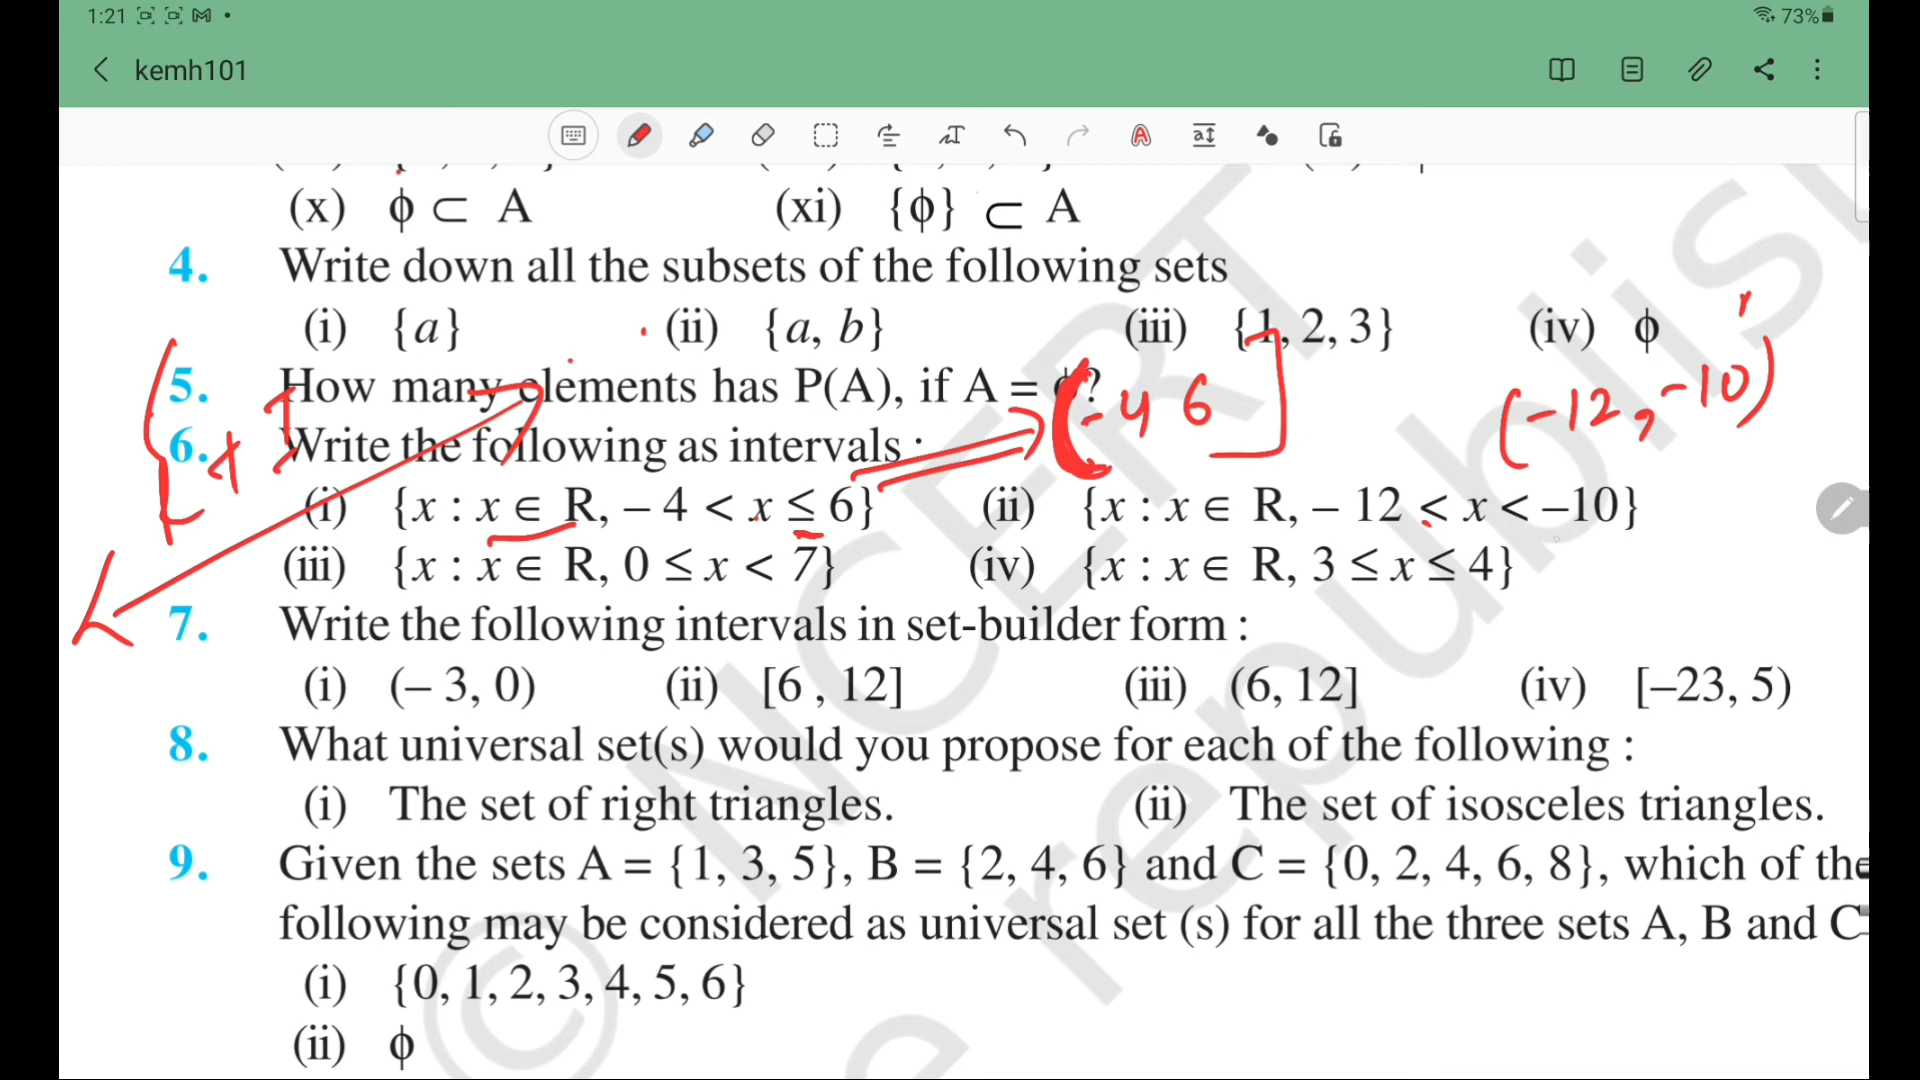 1:21
73%
kemh101
(x) ϕ ⊂ A (xi) {ϕ} ⊂ A
4. Write down all the subsets of the following sets
(i) {a} (ii) {a, b} (iii) {1, 2, 3} (iv) ϕ
5. How many elements has P(A), if A = ϕ?
(-4 6]
(-12, -10)
6. Write the following as intervals :
(i) {x : x ∈ R, – 4 < x ≤ 6} (ii) {x : x ∈ R, – 12 < x < –10}
(iii) {x : x ∈ R, 0 ≤ x < 7} (iv) {x : x ∈ R, 3 ≤ x ≤ 4}
7. Write the following intervals in set-builder form :
(i) (– 3, 0) (ii) [6 , 12] (iii) (6, 12] (iv) [–23, 5)
8. What universal set(s) would you propose for each of the following :
(i) The set of right triangles. (ii) The set of isosceles triangles.
9. Given the sets A = {1, 3, 5}, B = {2, 4, 6} and C = {0, 2, 4, 6, 8}, which of the
following may be considered as universal set (s) for all the three sets A, B and C
(i) {0, 1, 2, 3, 4, 5, 6}
(ii) ϕ
© NCERT
republis